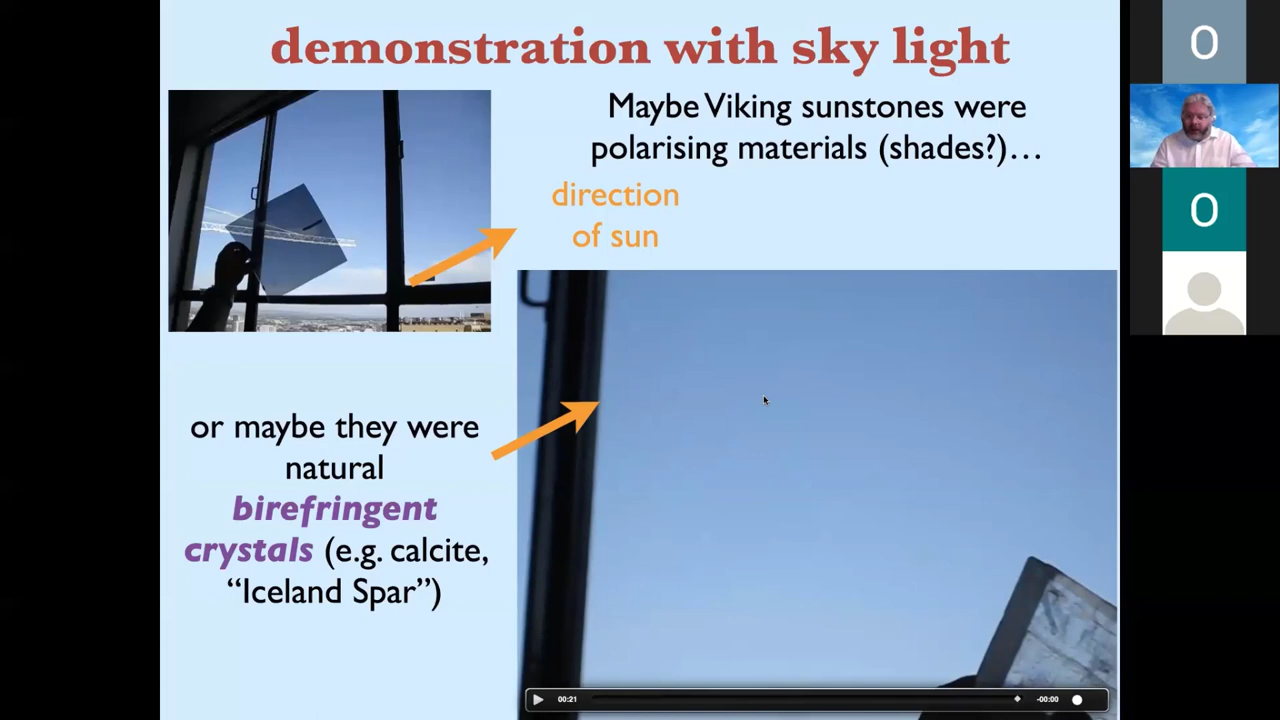 demonstration with sky light
Maybe Viking sunstones were
polarising materials (shades?)…
direction
of sun
or maybe they were
natural
birefringent
crystals (e.g. calcite,
“Iceland Spar”)
00:21
-00:00
O
O